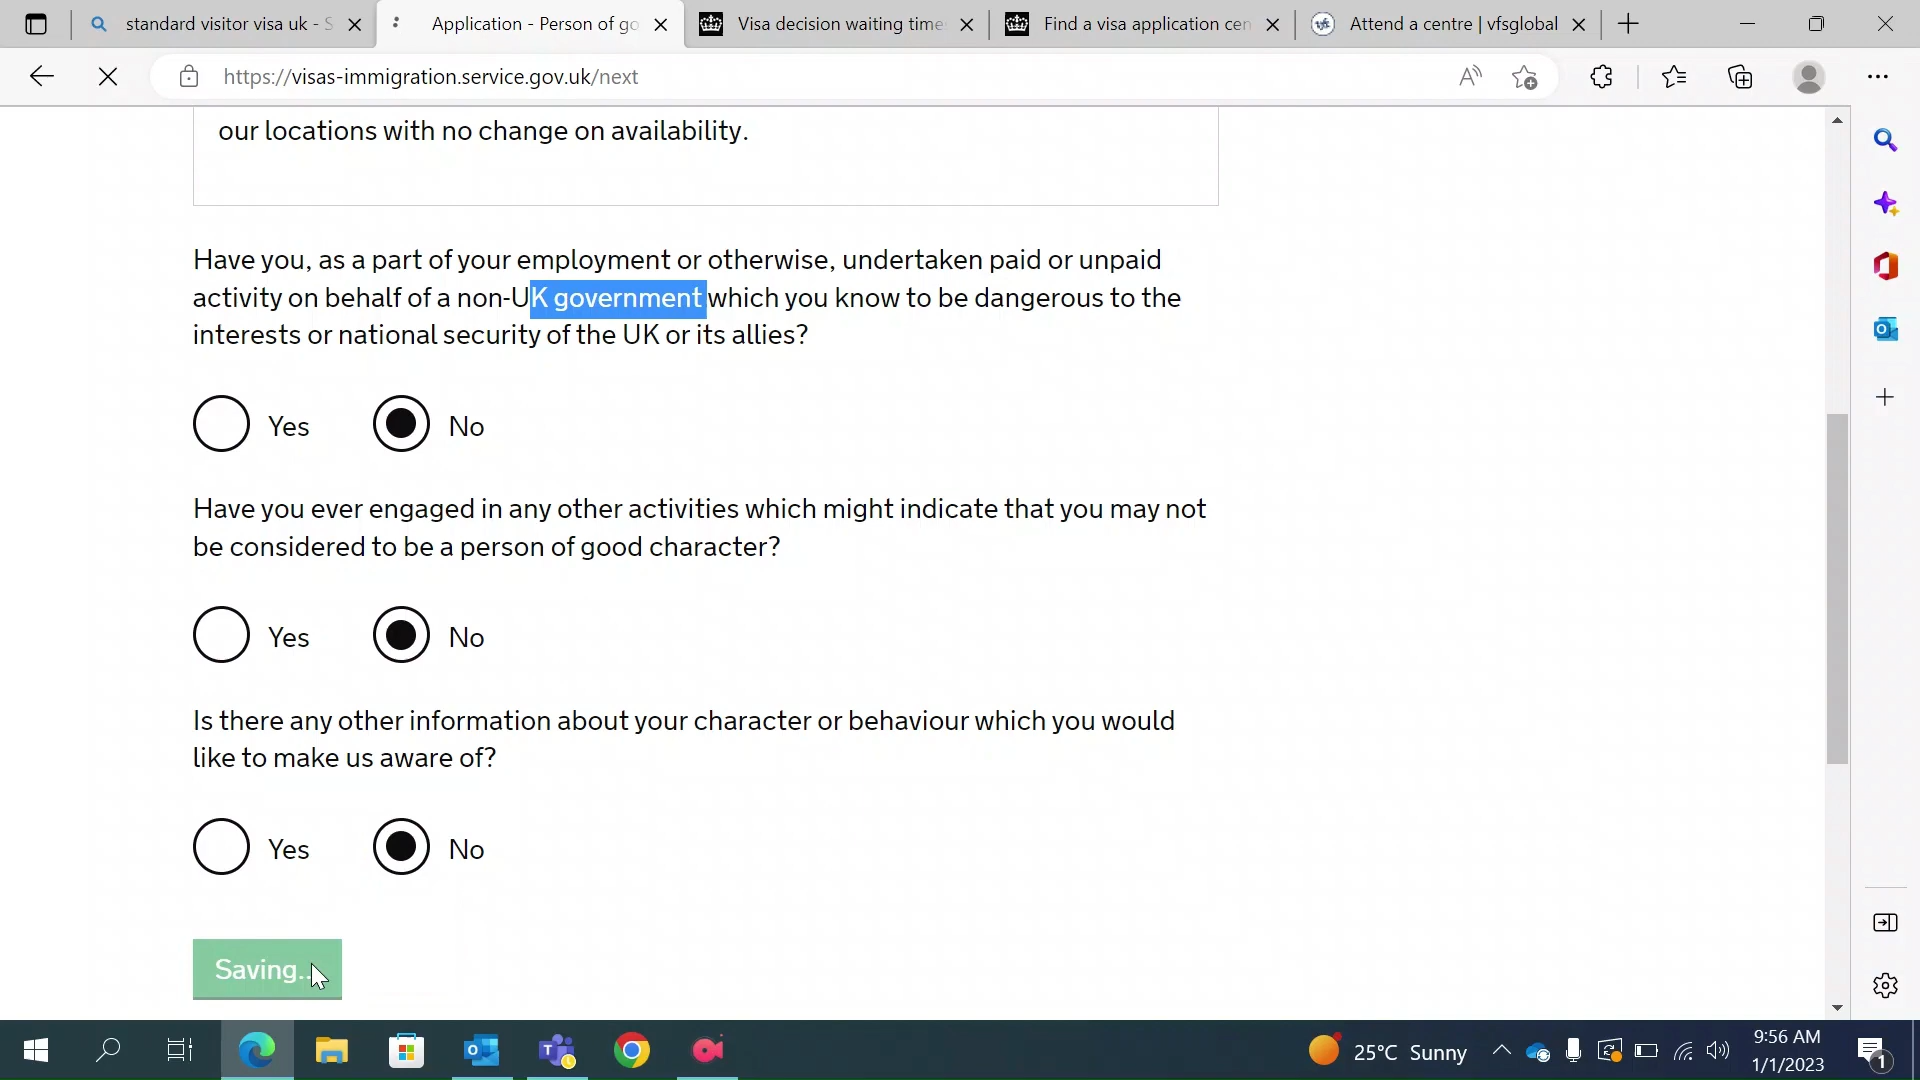 standard visitor visa uk - S
Application - Person of go
Visa decision waiting time
Find a visa application cen
Attend a centre | vfsglobal
https://visas-immigration.service.gov.uk/next
our locations with no change on availability.
Have you, as a part of your employment or otherwise, undertaken paid or unpaid
activity on behalf of a non-UK government which you know to be dangerous to the
interests or national security of the UK or its allies?
Yes No
Have you ever engaged in any other activities which might indicate that you may not
be considered to be a person of good character?
Yes No
Is there any other information about your character or behaviour which you would
like to make us aware of?
Yes No
Saving..
25°C Sunny
9:56 AM
1/1/2023
1